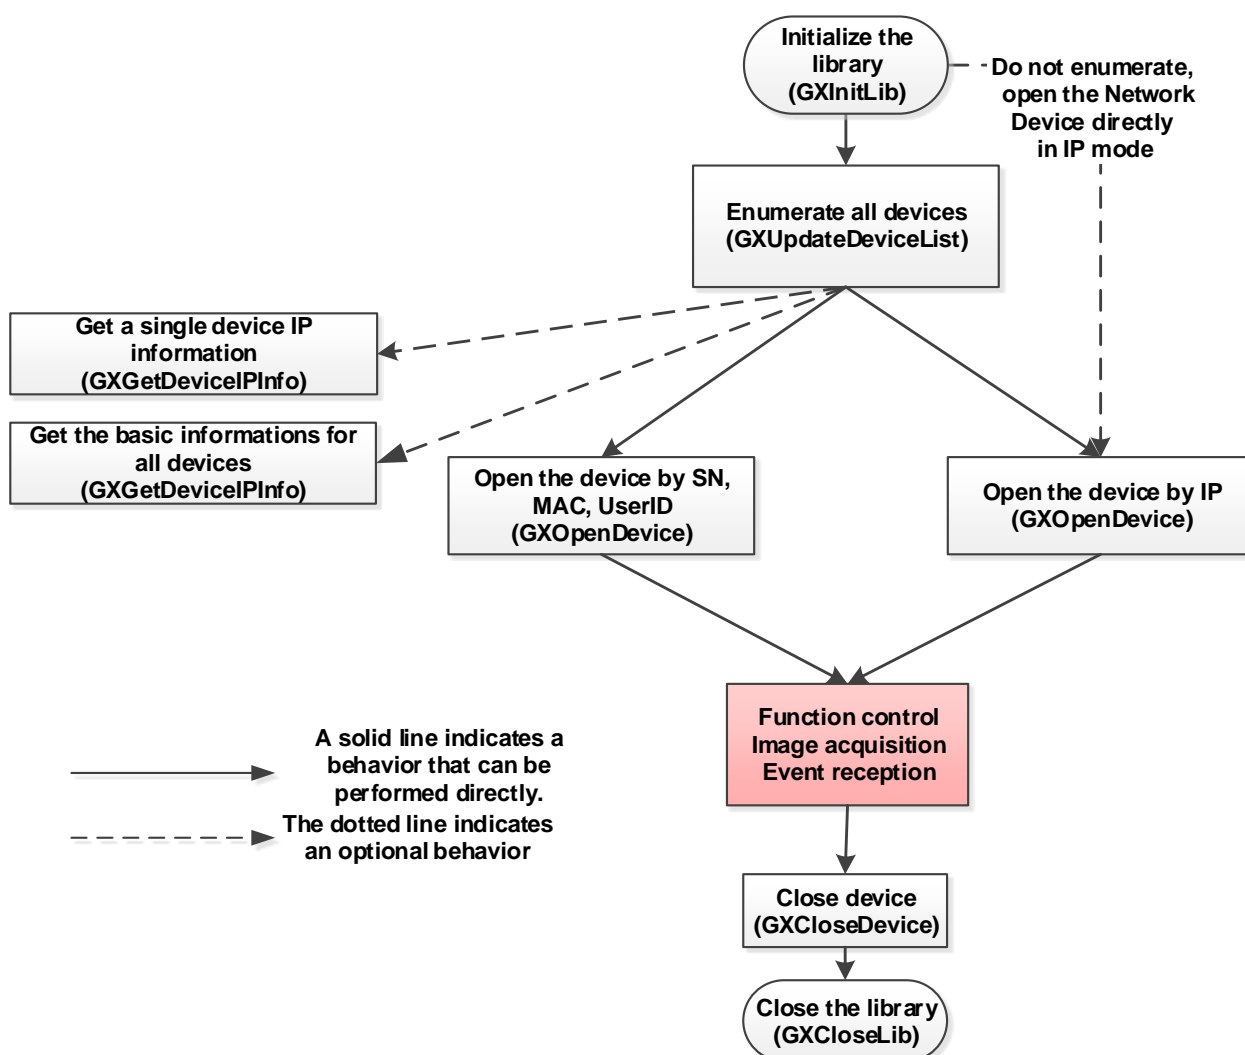 Initialize the
library
(GXInitLib)
Do not enumerate,
open the Network
Device directly
in IP mode
Enumerate all devices
(GXUpdateDeviceList)
Get a single device IP
information
(GXGetDeviceIPInfo)
Get the basic informations for
all devices
(GXGetDeviceIPInfo)
Open the device by SN,
MAC, UserID
(GXOpenDevice)
Open the device by IP
(GXOpenDevice)
Function control
Image acquisition
Event reception
A solid line indicates a
behavior that can be
performed directly.
The dotted line indicates
an optional behavior
Close device
(GXCloseDevice)
Close the library
(GXCloseLib)